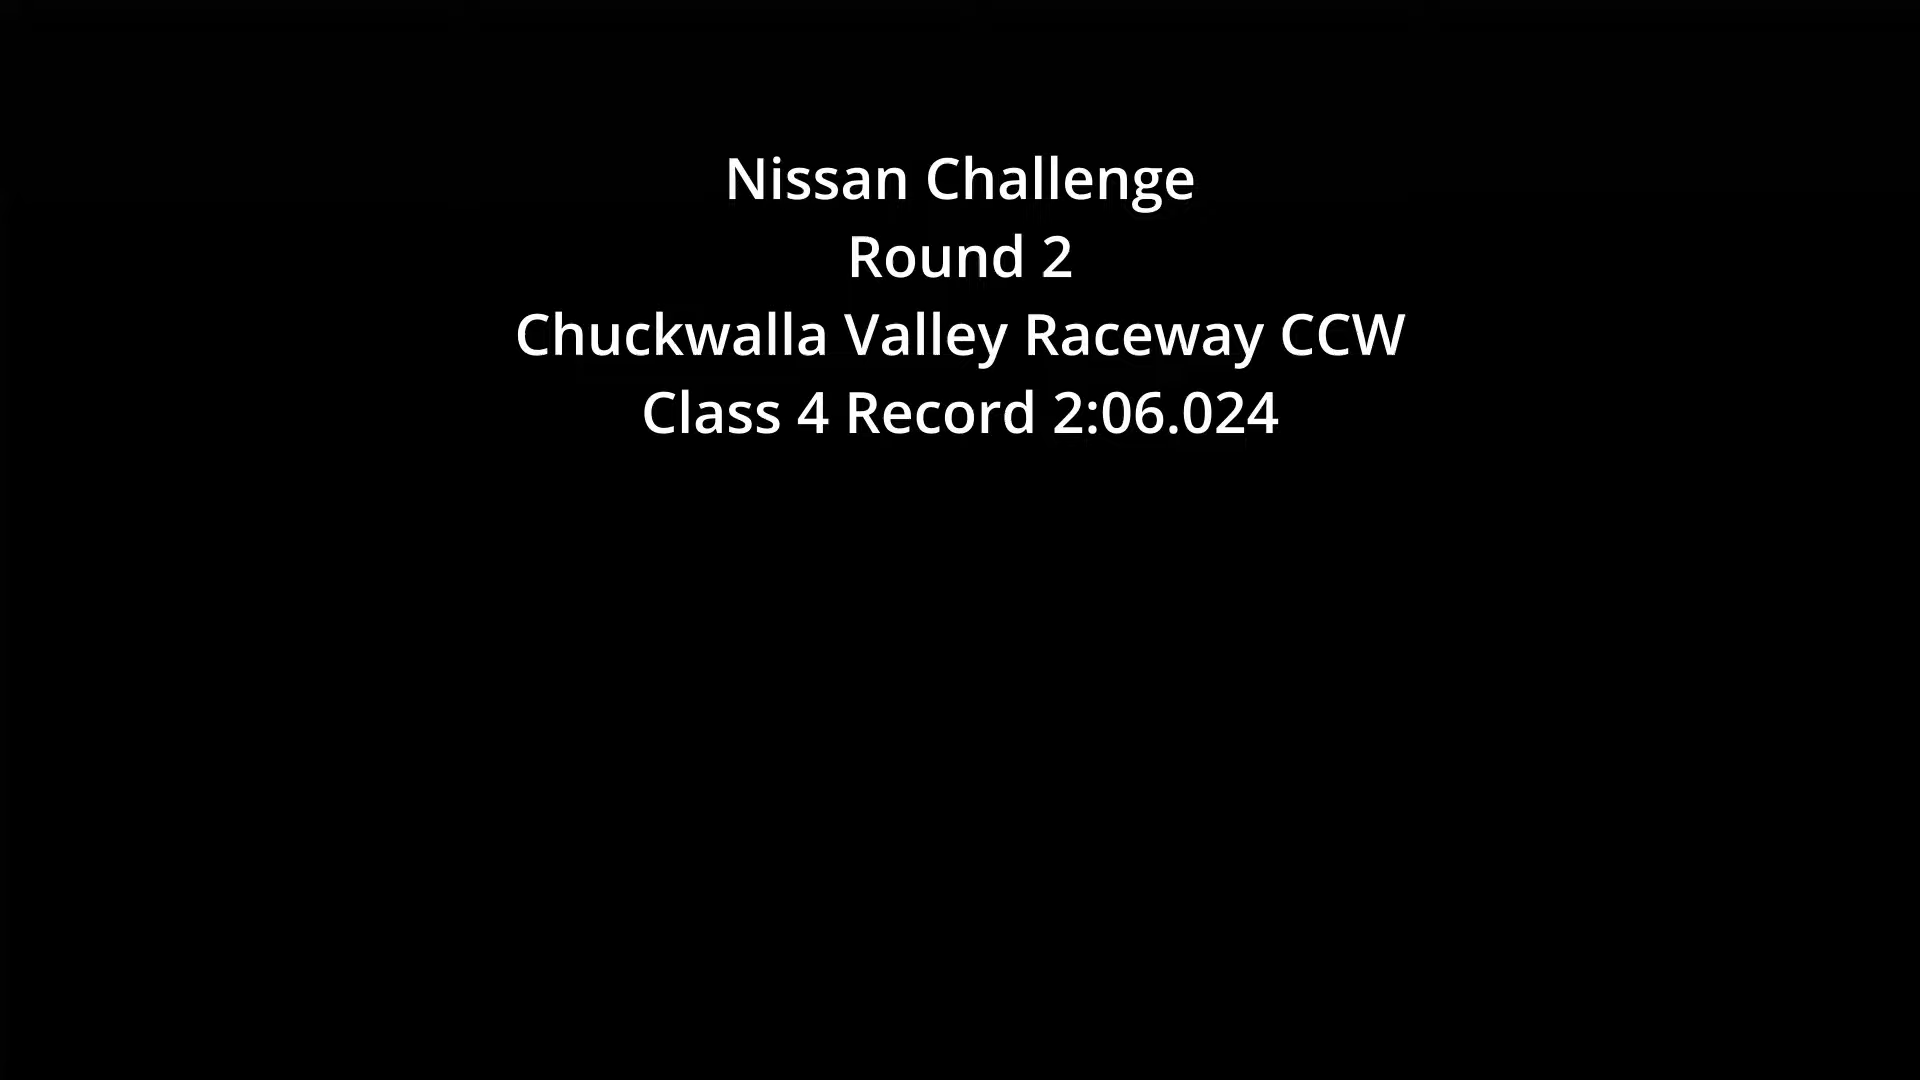 Nissan Challenge
Round 2
Chuckwalla Valley Raceway CCW
Class 4 Record 2:06.024